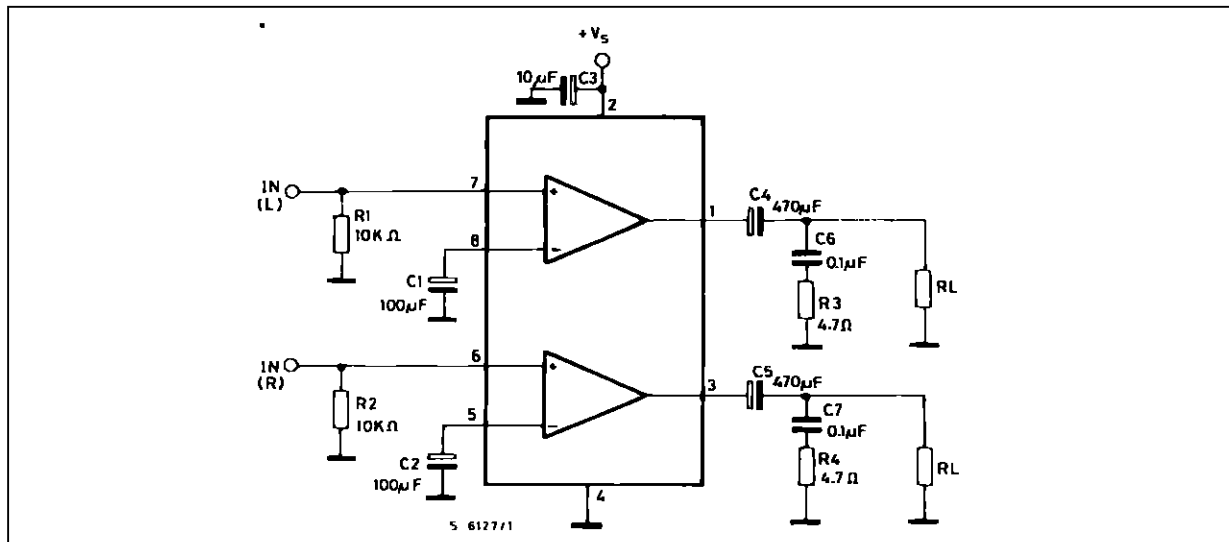 +Vs
10µF
C3
2
IN
(L)
7
R1
10KΩ
8
C1
100µF
1
C4
470µF
C6
0.1µF
R3
4.7Ω
RL
IN
(R)
6
R2
10KΩ
5
C2
100µF
3
C5
470µF
C7
0.1µF
R4
4.7Ω
RL
4
S 6127/1